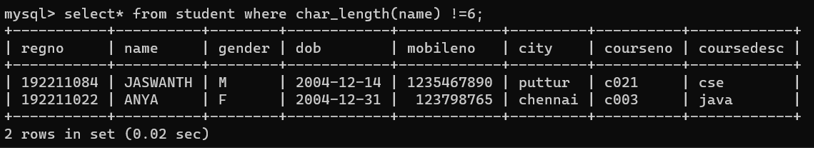 mysql> select* from student where char_length(name) !=6;
+-----------+----------+--------+------------+------------+---------+----------+------------+
| regno     | name     | gender | dob        | mobileno   | city    | courseno | coursedesc |
+-----------+----------+--------+------------+------------+---------+----------+------------+
| 192211084 | JASWANTH | M      | 2004-12-14 | 1235467890 | puttur  | c021     | cse        |
| 192211022 | ANYA     | F      | 2004-12-31 |  123798765 | chennai | c003     | java       |
+-----------+----------+--------+------------+------------+---------+----------+------------+
2 rows in set (0.02 sec)